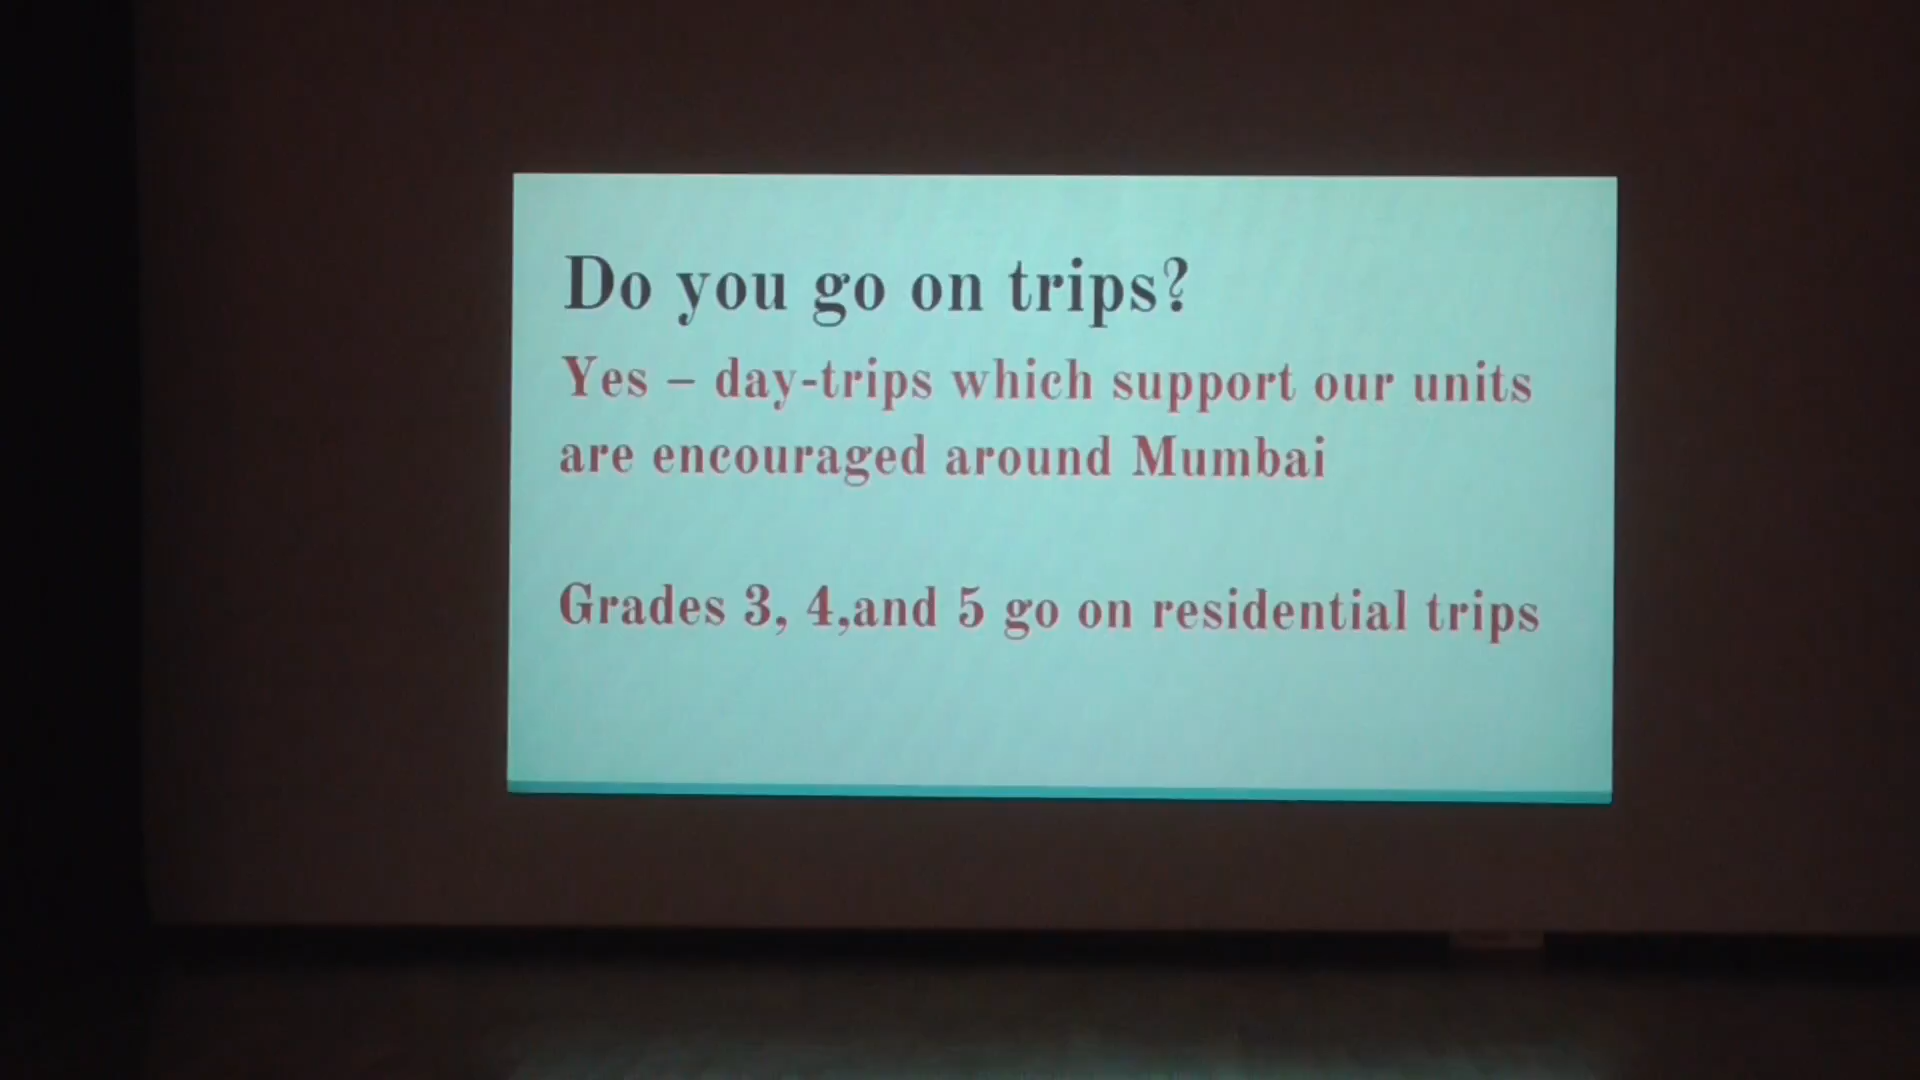 Do you go on trips?
Yes – day-trips which support our units
are encouraged around Mumbai
Grades 3, 4,and 5 go on residential trips